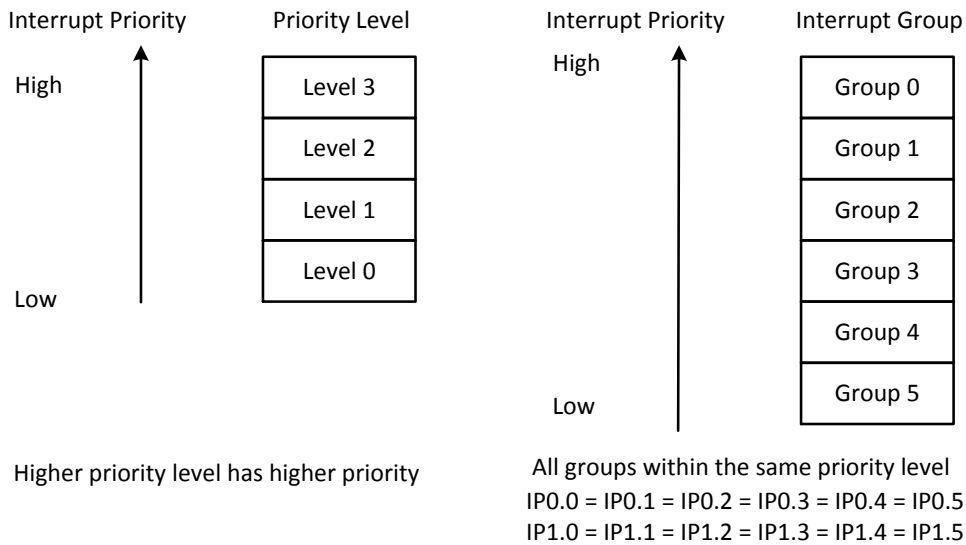 Interrupt Priority
Priority Level
High
Level 3
Level 2
Level 1
Level 0
Low
Higher priority level has higher priority
Interrupt Priority
Interrupt Group
High
Group 0
Group 1
Group 2
Group 3
Group 4
Group 5
Low
All groups within the same priority level
IP0.0 = IP0.1 = IP0.2 = IP0.3 = IP0.4 = IP0.5
IP1.0 = IP1.1 = IP1.2 = IP1.3 = IP1.4 = IP1.5